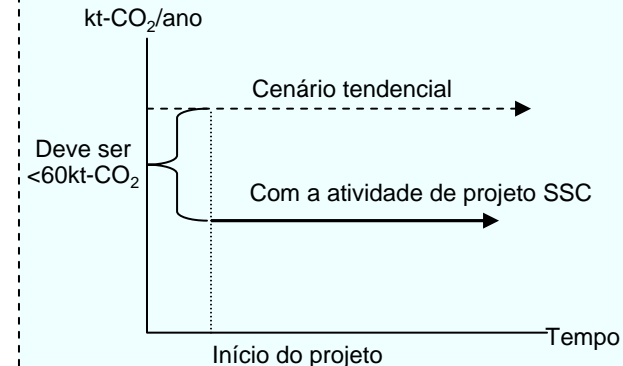 kt-CO₂/ano
Cenário tendencial
Deve ser
<60kt-CO₂
Com a atividade de projeto SSC
Tempo
Início do projeto